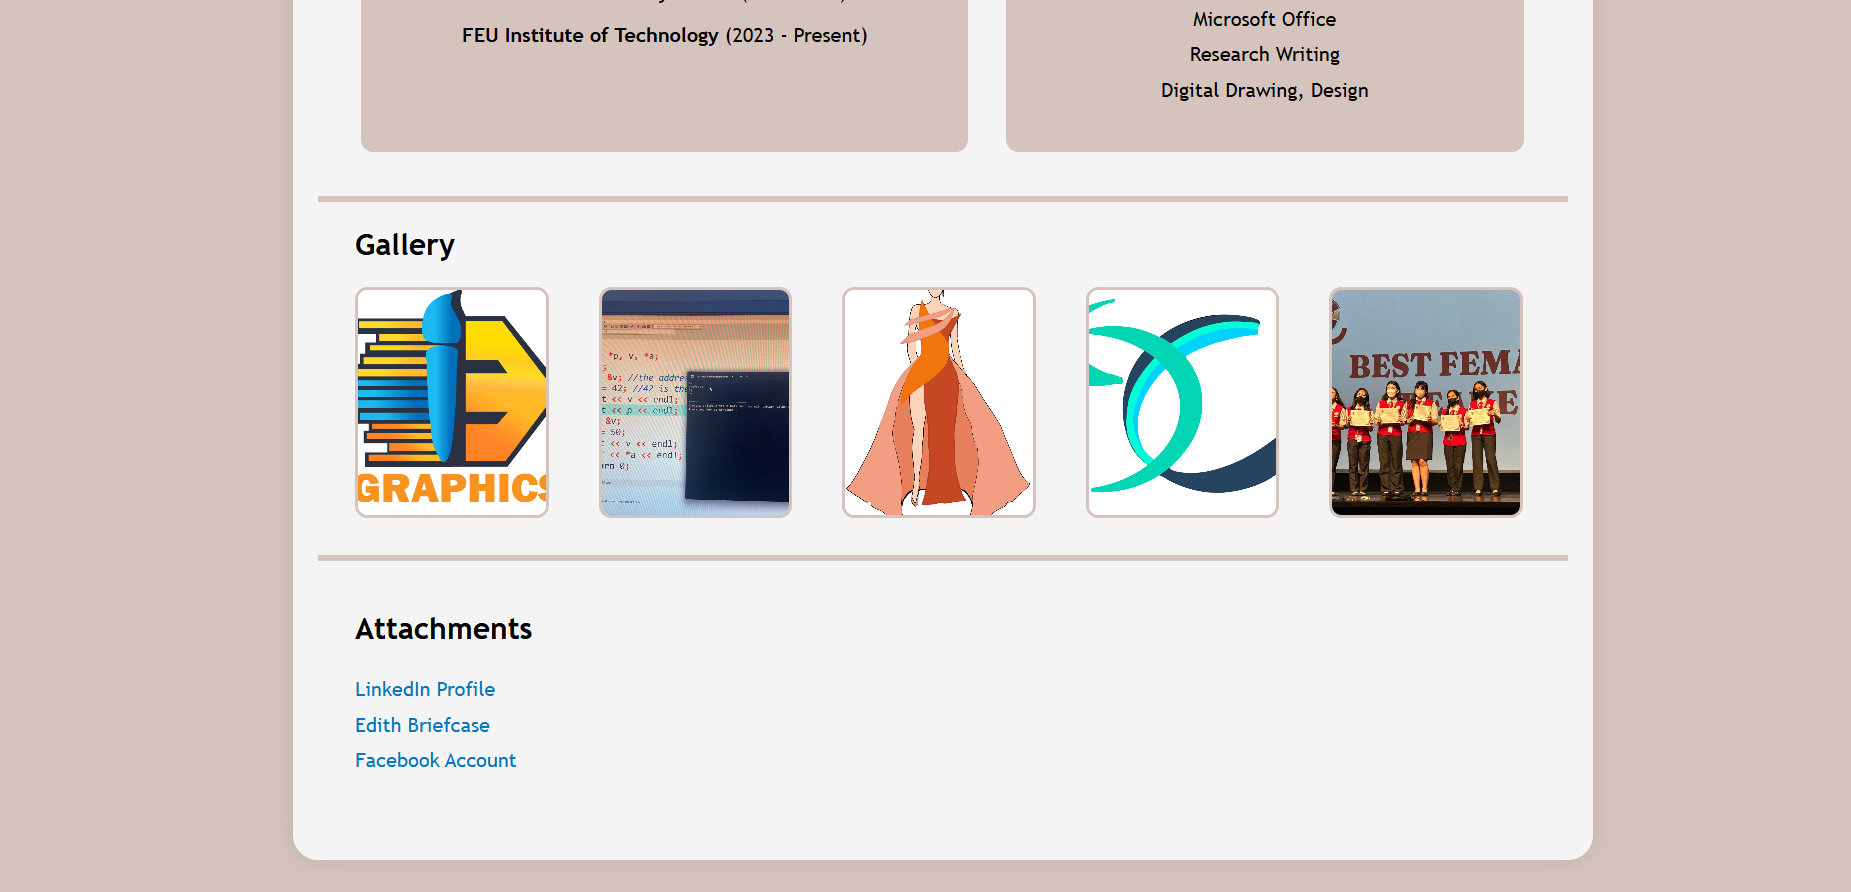 FEU Institute of Technology (2023 - Present)
Microsoft Office
Research Writing
Digital Drawing, Design
Gallery
GRAPHICS
*p, v, *a;
&v; //the addre
= 42; //42 is the
t << v << endl;
t << p << endl;
&v;
= 50;
<< v << endl;
<< *a << endl;
urn 0;
BEST FEMA
Attachments
LinkedIn Profile
Edith Briefcase
Facebook Account